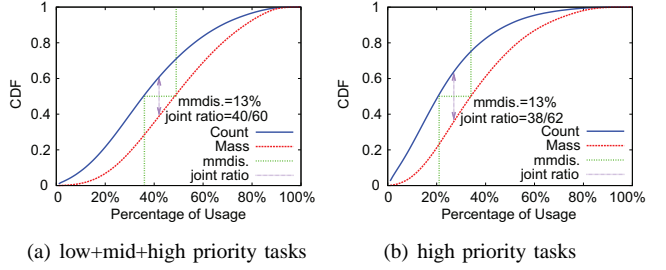 1
0.8
0.6
0.4
0.2
0
CDF
mmdis.=13%
joint ratio=40/60
Count
Mass
mmdis.
joint ratio
0 20% 40% 60% 80% 100%
Percentage of Usage
(a) low+mid+high priority tasks
1
0.8
0.6
0.4
0.2
0
CDF
mmdis.=13%
joint ratio=38/62
Count
Mass
mmdis.
joint ratio
0 20% 40% 60% 80% 100%
Percentage of Usage
(b) high priority tasks